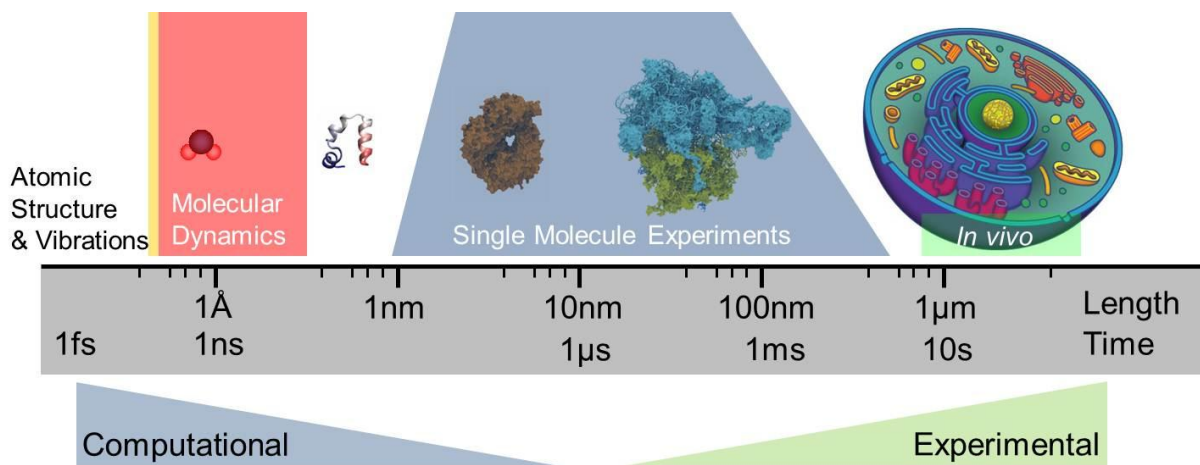 Atomic
Structure
& Vibrations
Molecular
Dynamics
Single Molecule Experiments
In vivo
1Å 1nm 10nm 100nm 1µm Length
1fs 1ns 1µs 1ms 10s Time
Computational
Experimental